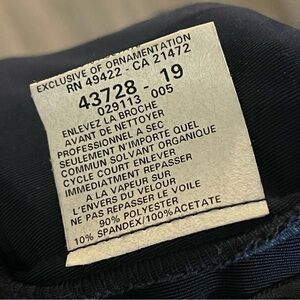 EXCLUSIVE OF ORNAMENTATION
RN 49422 - CA 21472
43728 - 19
029113 005
ENLEVEZ LA BROCHE
AVANT DE NETTOYER
PROFESSIONNEL A SEC
SEULEMENT N'IMPORTE QUEL
COMMUN SOLVANT ORGANIQUE
CYCLE COURT ENLEVER
IMMEDIATMENT REPASSER
A LA VAPEUR SUR
L'ENVERS DU VELOUR
NE PAS REPASSER LE VOILE
90% POLYESTER
10% SPANDEX/100%ACETATE